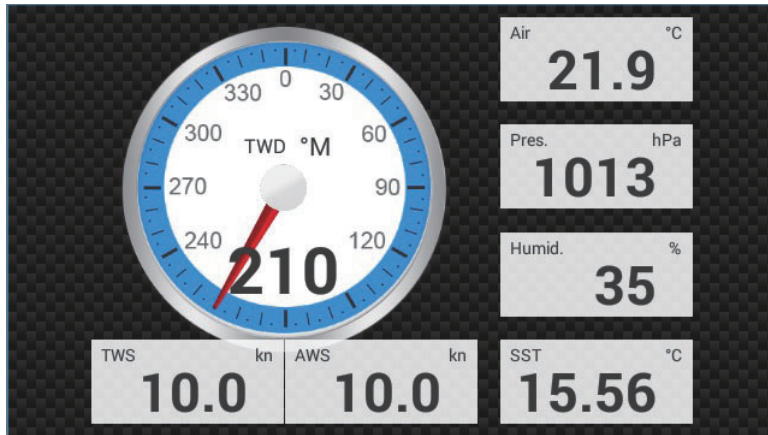 0
330 30
300 60
TWD °M
270 90
240 120
210
Air °C
21.9
Pres. hPa
1013
Humid. %
35
TWS kn
10.0
AWS kn
10.0
SST °C
15.56